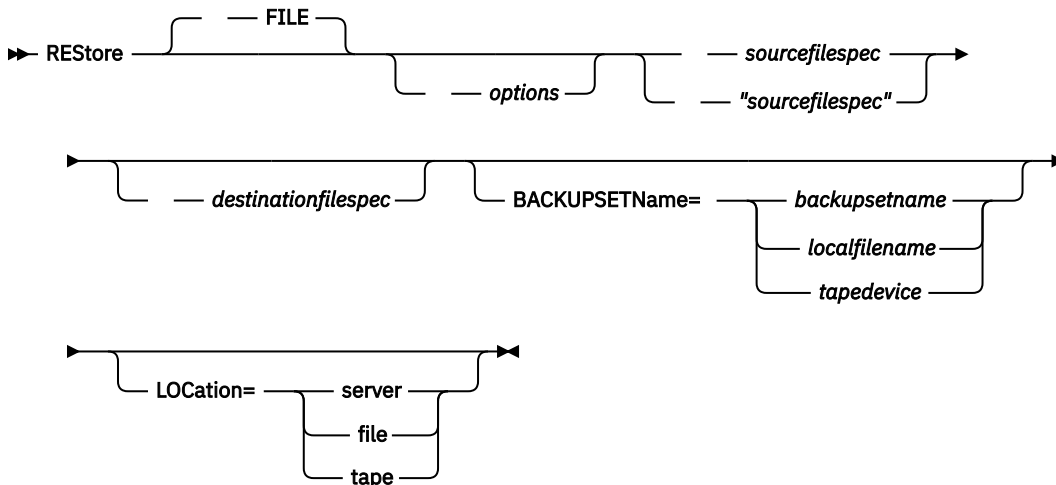 FILE
REStore
sourcefilespec
options
"sourcefilespec"
destinationfilespec
BACKUPSETName=
backupsetname
localfilename
tapedevice
LOCation=
server
file
tape